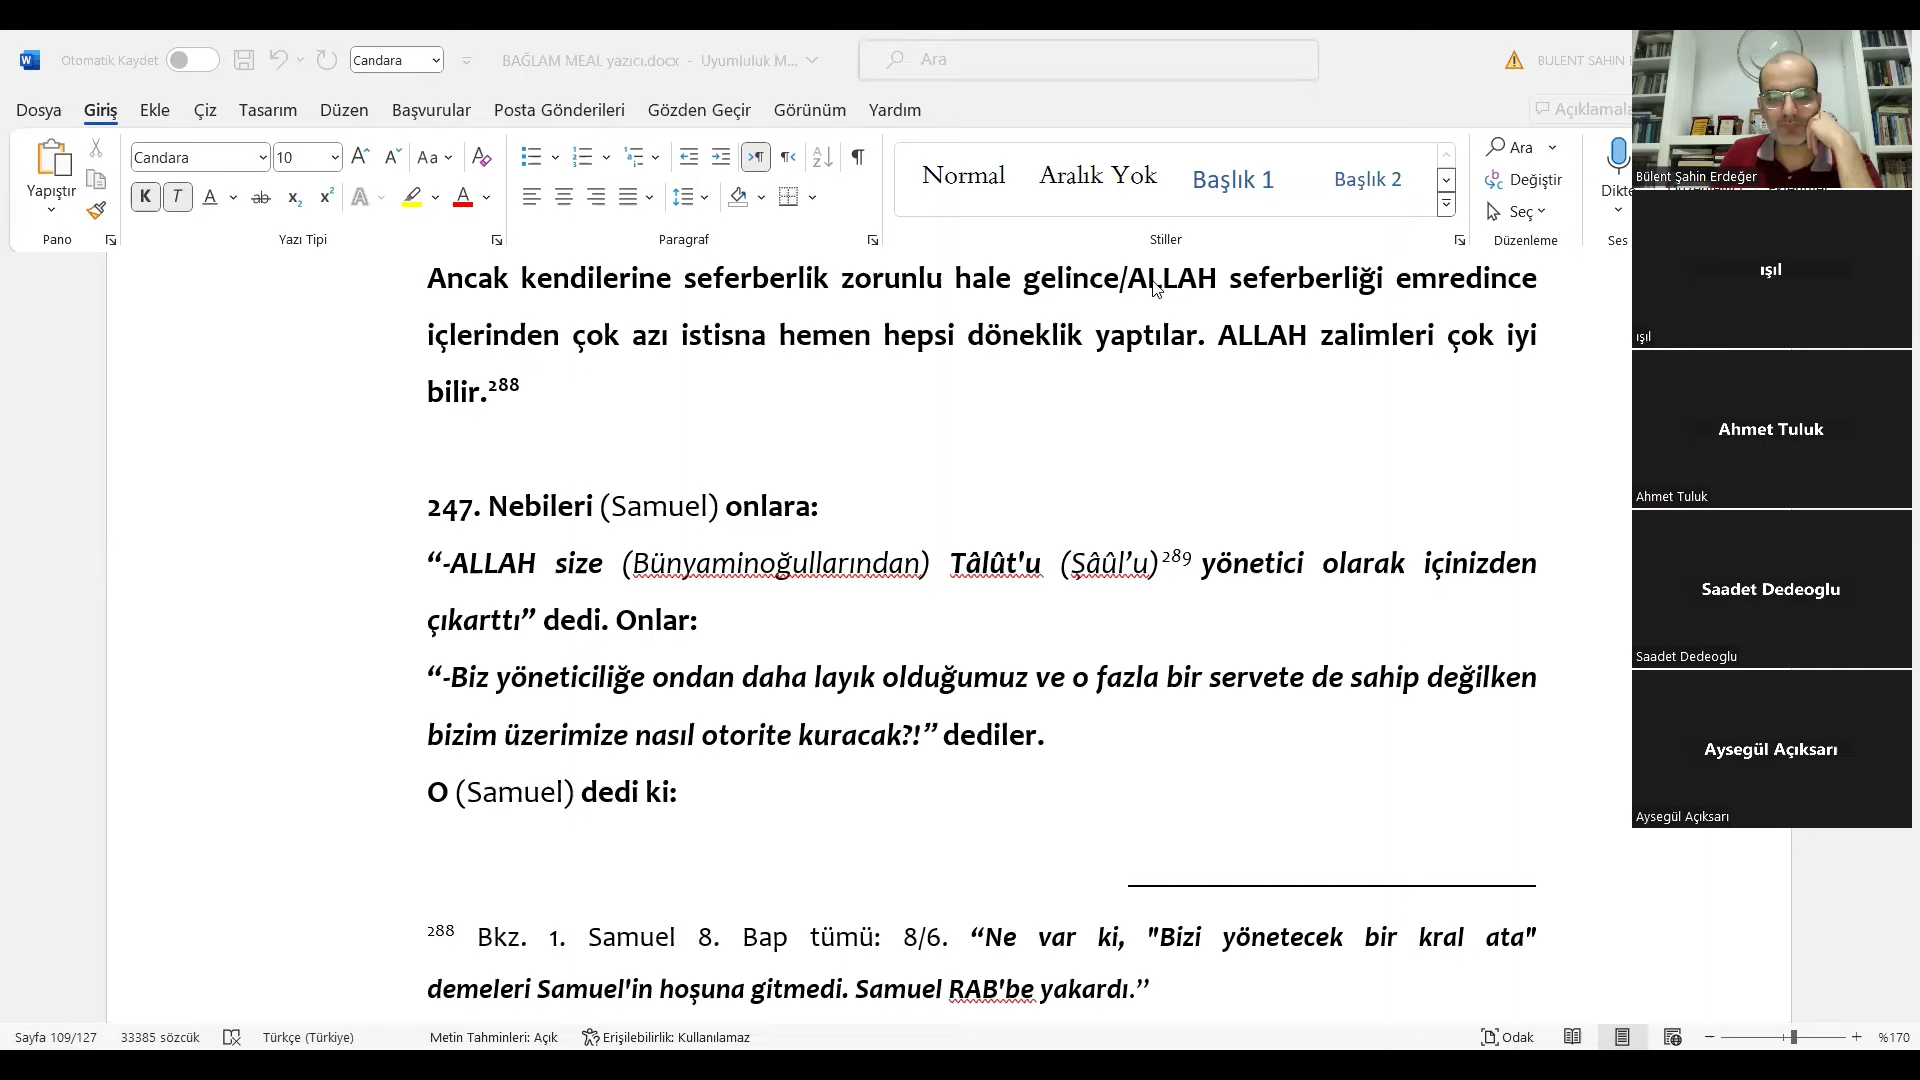 Otomatik Kaydet
Candara
BAĞLAM MEAL yazıcı.docx - Uyumluluk M...
Ara
BULENT SAHIN
Dosya Giriş Ekle Çiz Tasarım Düzen Başvurular Posta Gönderileri Gözden Geçir Görünüm Yardım
Yapıştır
Candara 10
Normal Aralık Yok Başlık 1 Başlık 2
Ara
Değiştir
Seç
Dikte
Pano Yazı Tipi Paragraf Stiller Düzenleme Ses
Ancak kendilerine seferberlik zorunlu hale gelince/ALLAH seferberliği emredince
içlerinden çok azı istisna hemen hepsi döneklik yaptılar. ALLAH zalimleri çok iyi
bilir.²⁸⁸
247. Nebileri (Samuel) onlara:
“-ALLAH size (Bünyaminoğullarından) Tâlût'u (Şâûl’u)²⁸⁹ yönetici olarak içinizden
çıkarttı” dedi. Onlar:
“-Biz yöneticiliğe ondan daha layık olduğumuz ve o fazla bir servete de sahip değilken
bizim üzerimize nasıl otorite kuracak?!” dediler.
O (Samuel) dedi ki:
²⁸⁸ Bkz. 1. Samuel 8. Bap tümü: 8/6. “Ne var ki, "Bizi yönetecek bir kral ata"
demeleri Samuel'in hoşuna gitmedi. Samuel RAB'be yakardı.”
Sayfa 109/127 33385 sözcük Türkçe (Türkiye) Metin Tahminleri: Açık Erişilebilirlik: Kullanılamaz Odak %170
Bülent Şahin Erdeğer
ışıl
ışıl
Ahmet Tuluk
Ahmet Tuluk
Saadet Dedeoglu
Saadet Dedeoglu
Aysegül Açıksarı
Aysegül Açıksarı